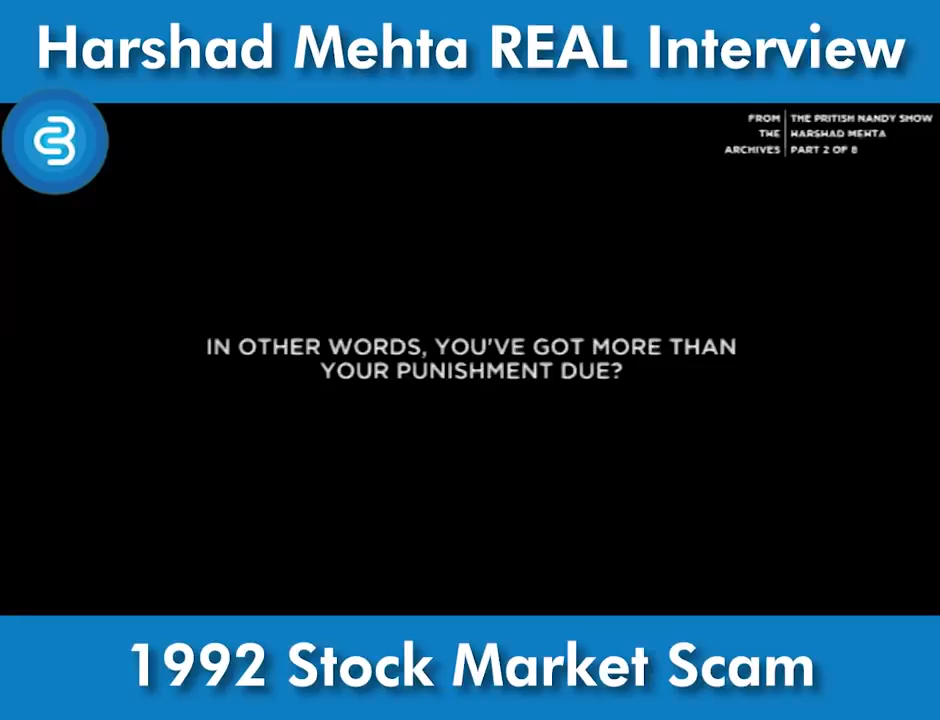 Harshad Mehta REAL Interview
FROM THE PRITISH NANDY SHOW
THE HARSHAD MEHTA
ARCHIVES PART 2 OF 8
IN OTHER WORDS, YOU'VE GOT MORE THAN
YOUR PUNISHMENT DUE?
1992 Stock Market Scam